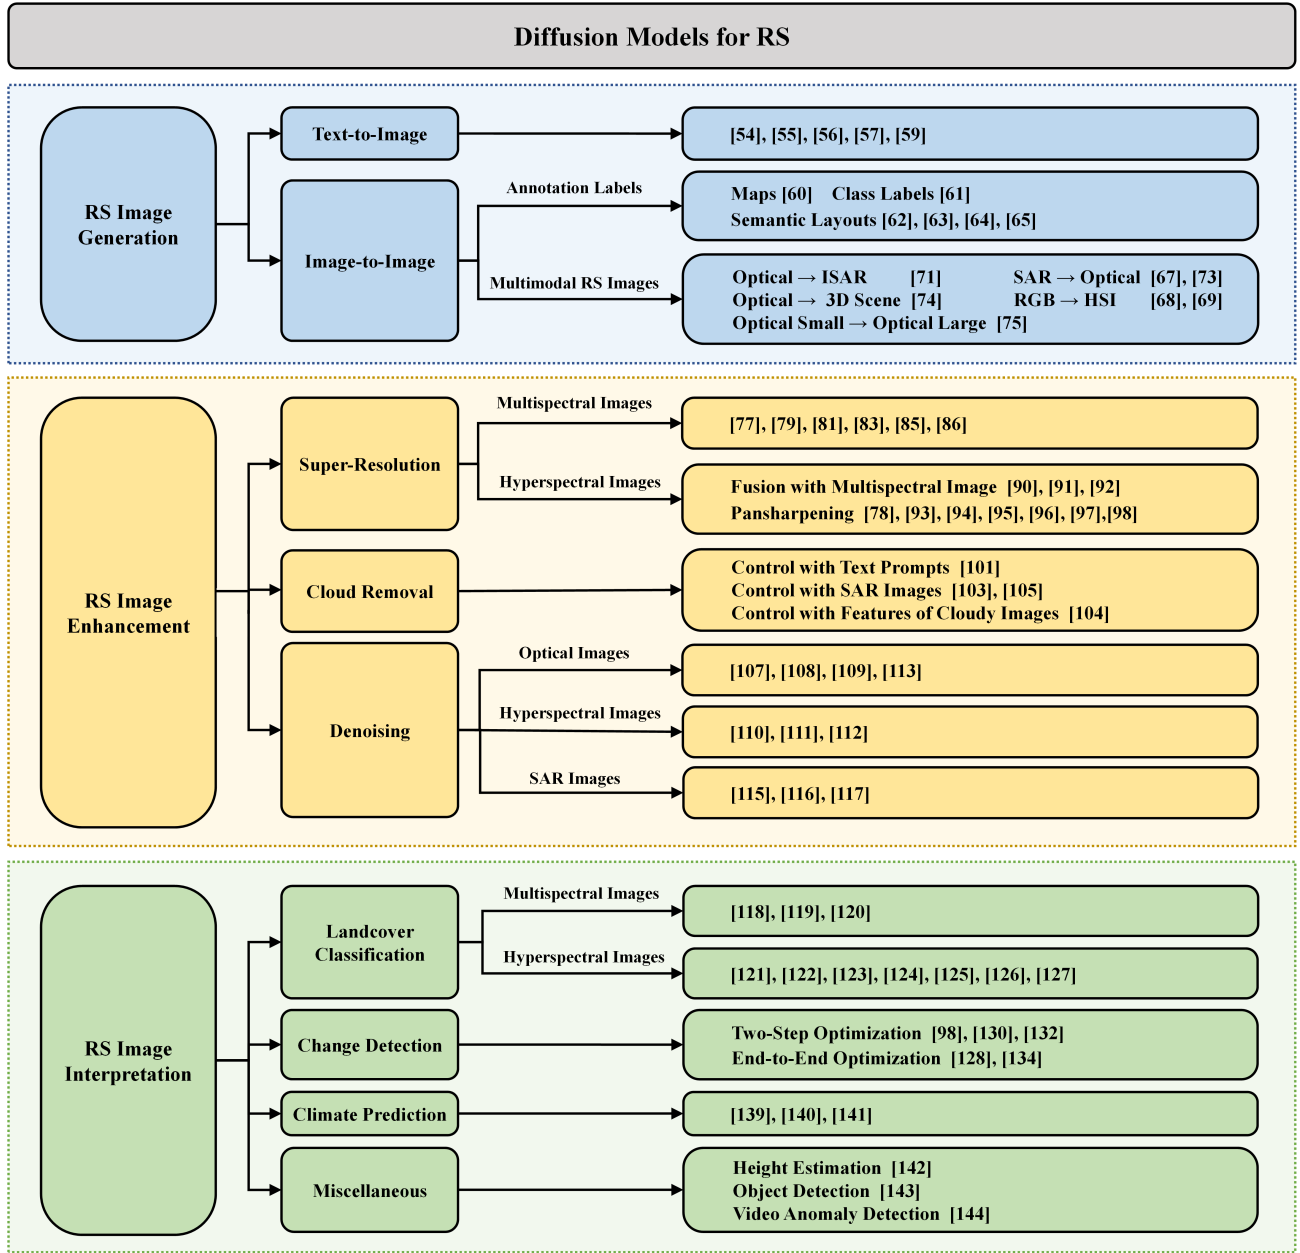 Diffusion Models for RS
RS Image
Generation
Text-to-Image
[54], [55], [56], [57], [59]
Image-to-Image
Annotation Labels
Maps [60] Class Labels [61]
Semantic Layouts [62], [63], [64], [65]
Multimodal RS Images
Optical → ISAR [71] SAR → Optical [67], [73]
Optical → 3D Scene [74] RGB → HSI [68], [69]
Optical Small → Optical Large [75]
RS Image
Enhancement
Super-Resolution
Multispectral Images
[77], [79], [81], [83], [85], [86]
Hyperspectral Images
Fusion with Multispectral Image [90], [91], [92]
Pansharpening [78], [93], [94], [95], [96], [97],[98]
Cloud Removal
Control with Text Prompts [101]
Control with SAR Images [103], [105]
Control with Features of Cloudy Images [104]
Denoising
Optical Images
[107], [108], [109], [113]
Hyperspectral Images
[110], [111], [112]
SAR Images
[115], [116], [117]
RS Image
Interpretation
Landcover
Classification
Multispectral Images
[118], [119], [120]
Hyperspectral Images
[121], [122], [123], [124], [125], [126], [127]
Change Detection
Two-Step Optimization [98], [130], [132]
End-to-End Optimization [128], [134]
Climate Prediction
[139], [140], [141]
Miscellaneous
Height Estimation [142]
Object Detection [143]
Video Anomaly Detection [144]